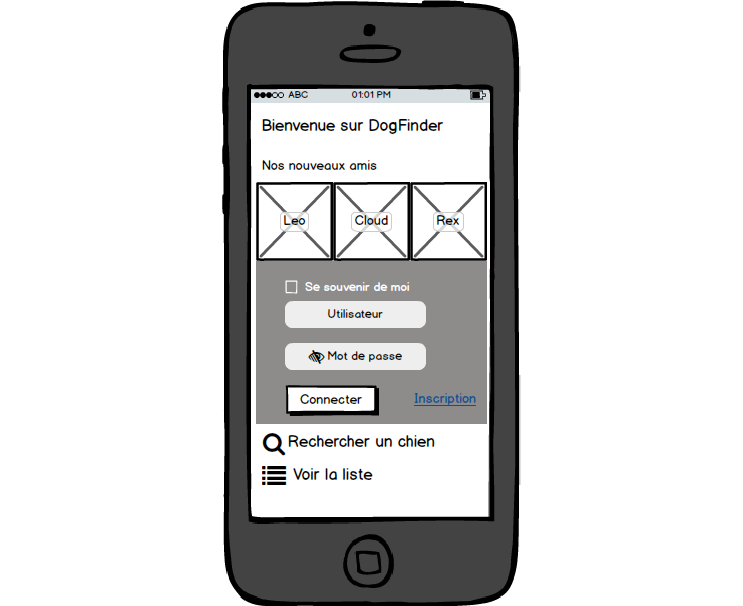 ABC 01:01 PM
Bienvenue sur DogFinder
Nos nouveaux amis
Leo Cloud Rex
Se souvenir de moi
Utilisateur
Mot de passe
Connecter Inscription
Rechercher un chien
Voir la liste